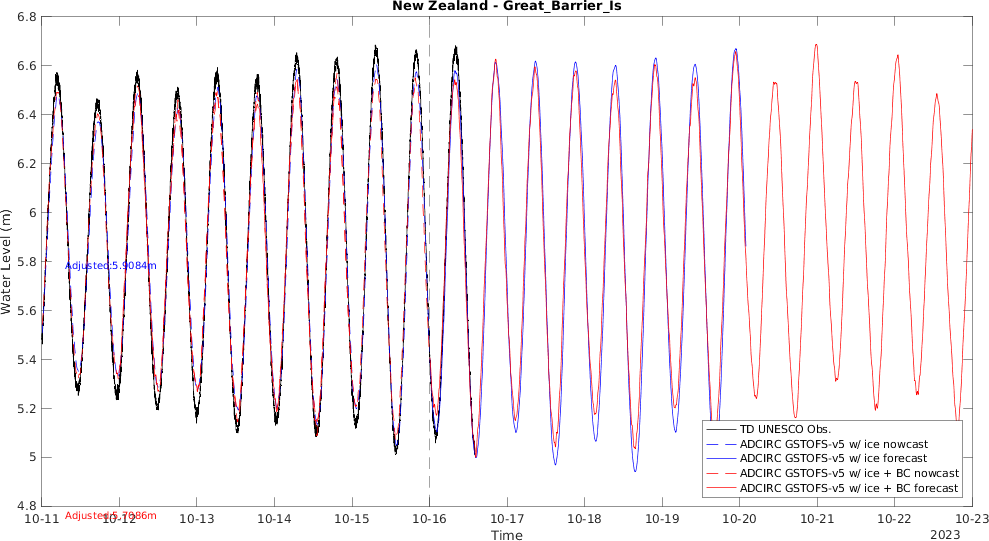 New Zealand - Great_Barrier_Is
6.8
6.6
6.4
6.2
6
5.8
5.6
5.4
5.2
5
4.8
Water Level (m)
Adjusted:5.9084m
Adjusted:5.7986m
TD UNESCO Obs.
ADCIRC GSTOFS-v5 w/ ice nowcast
ADCIRC GSTOFS-v5 w/ ice forecast
ADCIRC GSTOFS-v5 w/ ice + BC nowcast
ADCIRC GSTOFS-v5 w/ ice + BC forecast
10-11 10-12 10-13 10-14 10-15 10-16 10-17 10-18 10-19 10-20 10-21 10-22 10-23
Time
2023